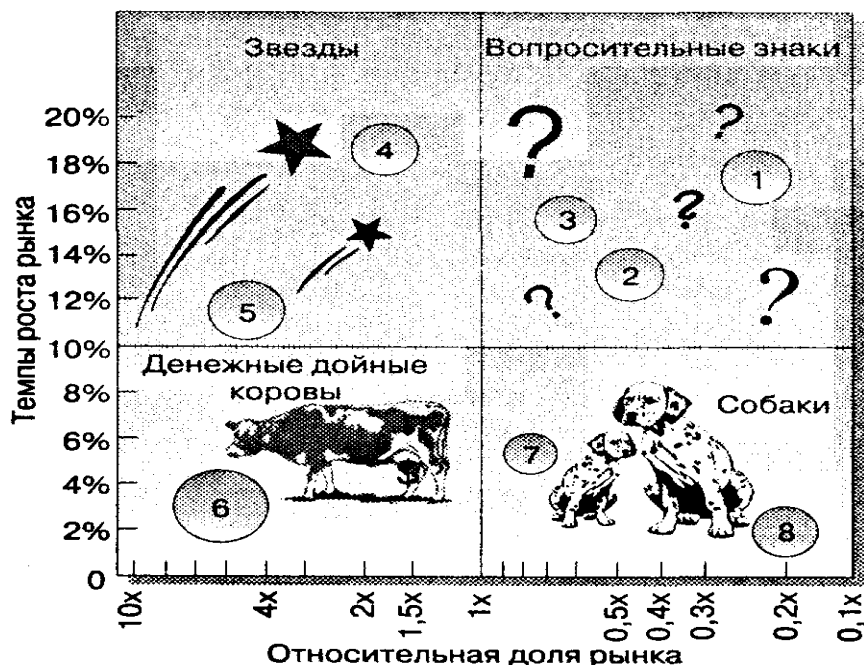 Звезды
Вопросительные знаки
20%
18%
16%
14%
12%
10%
8%
6%
4%
2%
0
Темпы роста рынка
4
5
?
?
?
?
?
1
3
2
Денежные дойные
коровы
6
Собаки
7
8
10x
4x
2x
1,5x
1x
0,5x
0,4x
0,3x
0,2x
0,1x
Относительная доля рынка